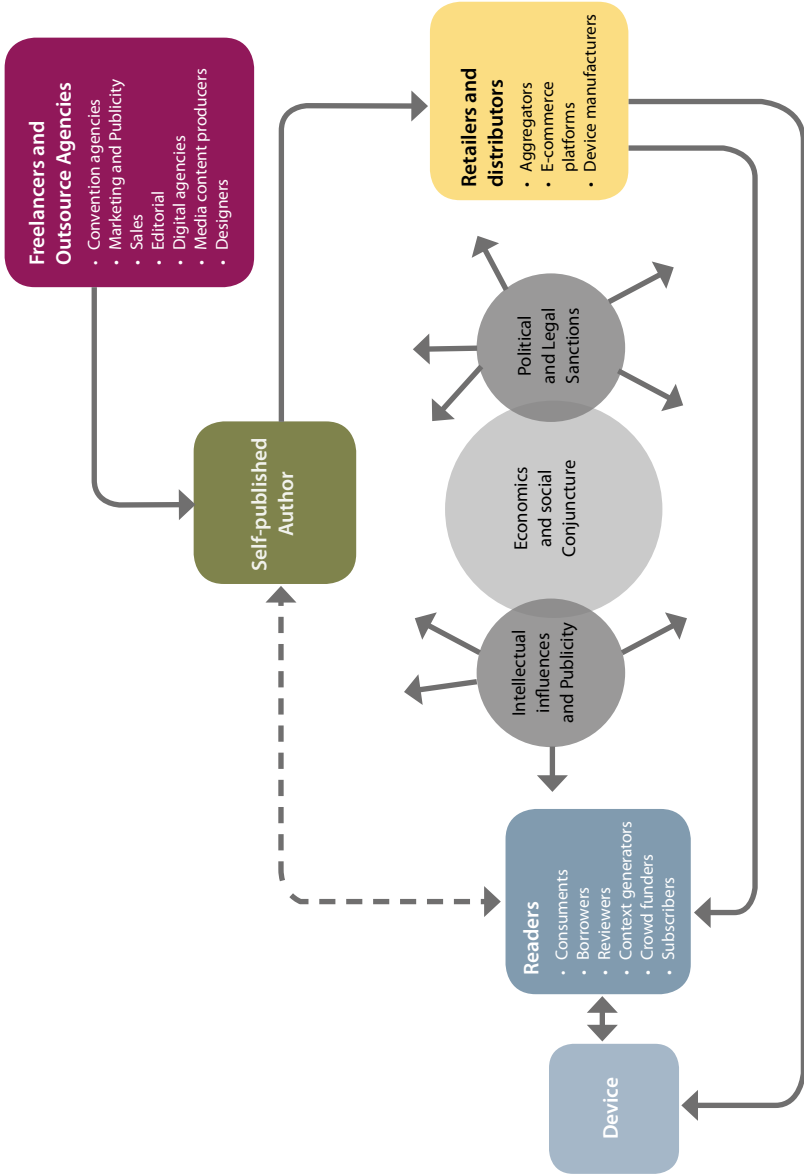 Freelancers and
Outsource Agencies
• Convention agencies
• Marketing and Publicity
• Sales
• Editorial
• Digital agencies
• Media content producers
• Designers
Self-published
Author
Retailers and
distributors
• Aggregators
• E-commerce
platforms
• Device manufacturers
Political
and Legal
Sanctions
Economics
and social
Conjuncture
Intellectual
influences
and Publicity
Readers
• Consuments
• Borrowers
• Reviewers
• Context generators
• Crowd funders
• Subscribers
Device